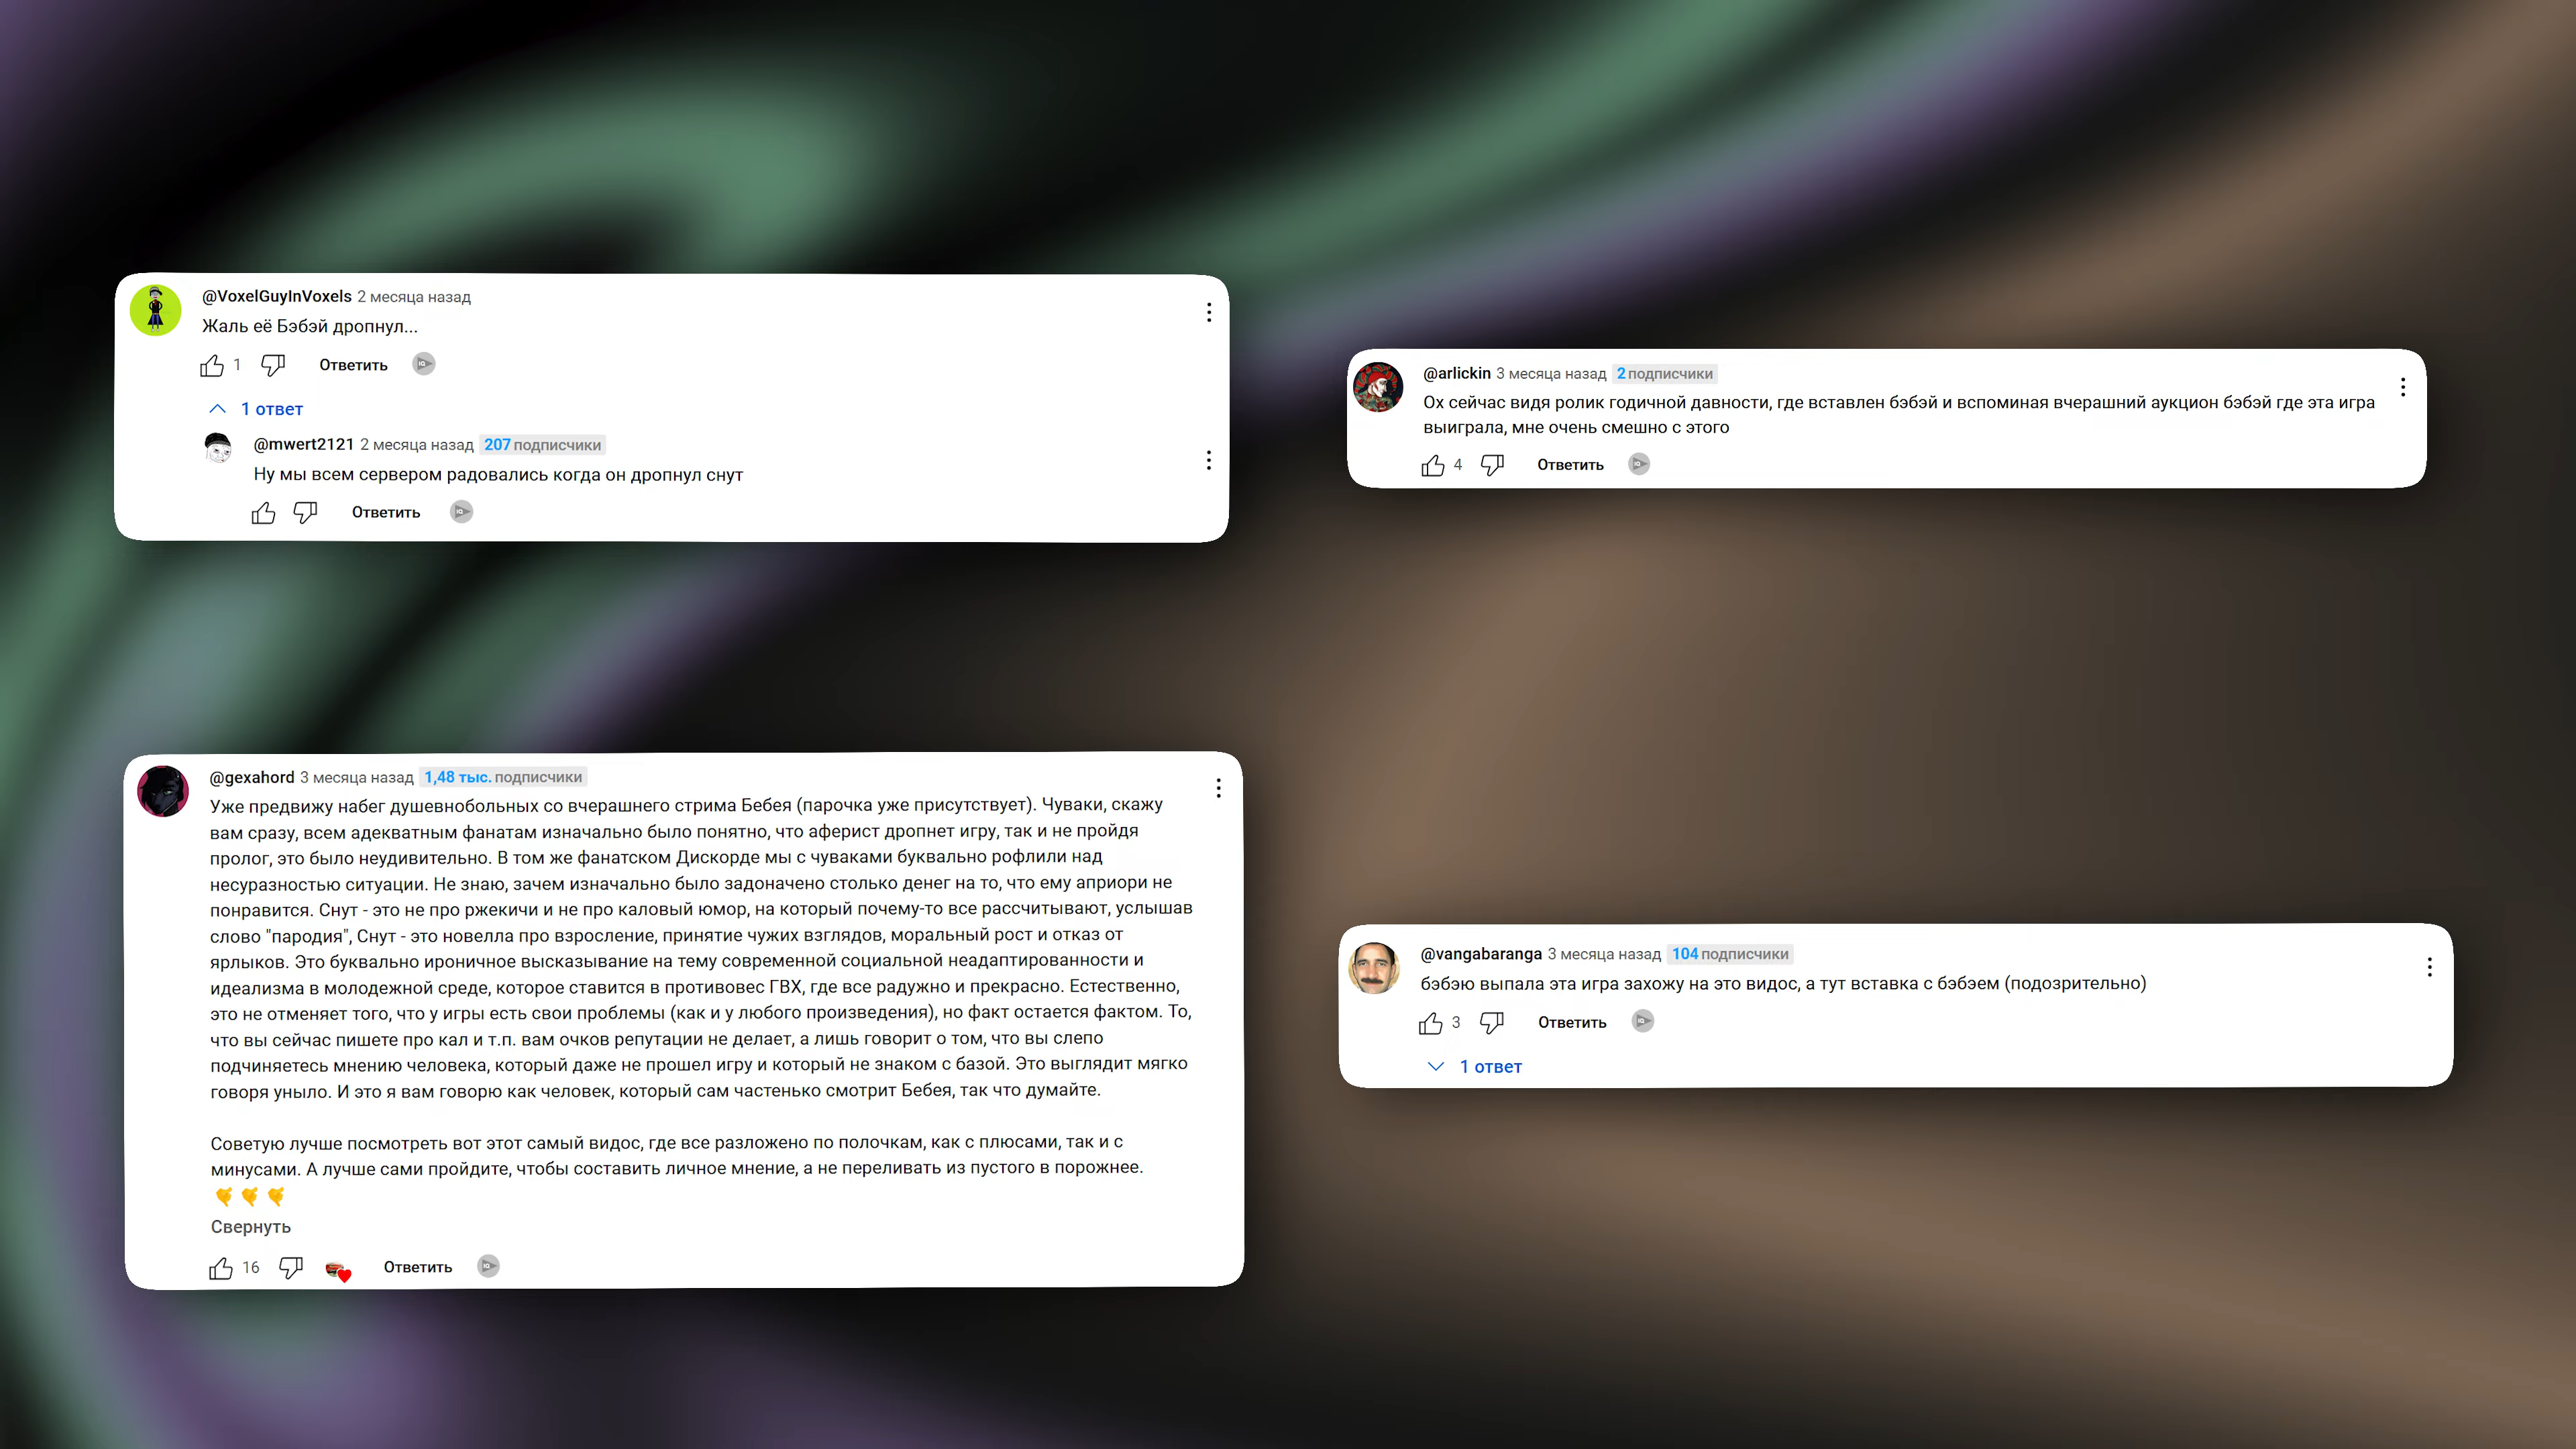 @VoxelGuyInVoxels 2 месяца назад
Жаль её Бэбэй дропнул...
1 Ответить
1 ответ
@mwert2121 2 месяца назад 207 подписчики
Ну мы всем сервером радовались когда он дропнул снут
Ответить
@arlickin 3 месяца назад 2 подписчики
Ох сейчас видя ролик годичной давности, где вставлен бэбэй и вспоминая вчерашний аукцион бэбэй где эта игра
выиграла, мне очень смешно с этого
4 Ответить
@gexahord 3 месяца назад 1,48 тыс. подписчики
Уже предвижу набег душевнобольных со вчерашнего стрима Бебея (парочка уже присутствует). Чуваки, скажу
вам сразу, всем адекватным фанатам изначально было понятно, что аферист дропнет игру, так и не пройдя
пролог, это было неудивительно. В том же фанатском Дискорде мы с чуваками буквально рофлили над
несуразностью ситуации. Не знаю, зачем изначально было задоначено столько денег на то, что ему априори не
понравится. Снут - это не про ржекичи и не про каловый юмор, на который почему-то все рассчитывают, услышав
слово "пародия", Снут - это новелла про взросление, принятие чужих взглядов, моральный рост и отказ от
ярлыков. Это буквально ироничное высказывание на тему современной социальной неадаптированности и
идеализма в молодежной среде, которое ставится в противовес ГВХ, где все радужно и прекрасно. Естественно,
это не отменяет того, что у игры есть свои проблемы (как и у любого произведения), но факт остается фактом. То,
что вы сейчас пишете про кал и т.п. вам очков репутации не делает, а лишь говорит о том, что вы слепо
подчиняетесь мнению человека, который даже не прошел игру и который не знаком с базой. Это выглядит мягко
говоря уныло. И это я вам говорю как человек, который сам частенько смотрит Бебея, так что думайте.
Советую лучше посмотреть вот этот самый видос, где все разложено по полочкам, как с плюсами, так и с
минусами. А лучше сами пройдите, чтобы составить личное мнение, а не переливать из пустого в порожнее.
Свернуть
16 Ответить
@vangabaranga 3 месяца назад 104 подписчики
бэбэю выпала эта игра захожу на это видос, а тут вставка с бэбэем (подозрительно)
3 Ответить
1 ответ